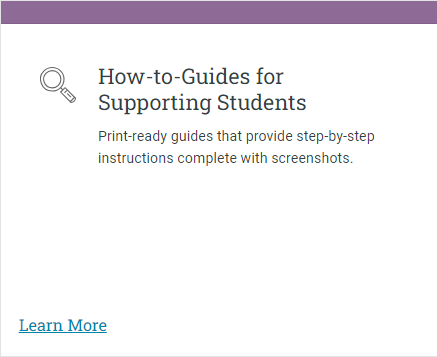 How-to-Guides for
Supporting Students
Print-ready guides that provide step-by-step
instructions complete with screenshots.
Learn More